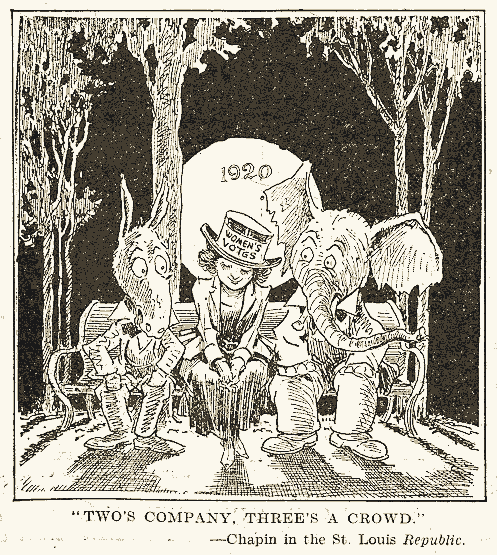 1920
WOMEN'S
VOTES
"TWO'S COMPANY, THREE'S A CROWD."
—Chapin in the St. Louis Republic.